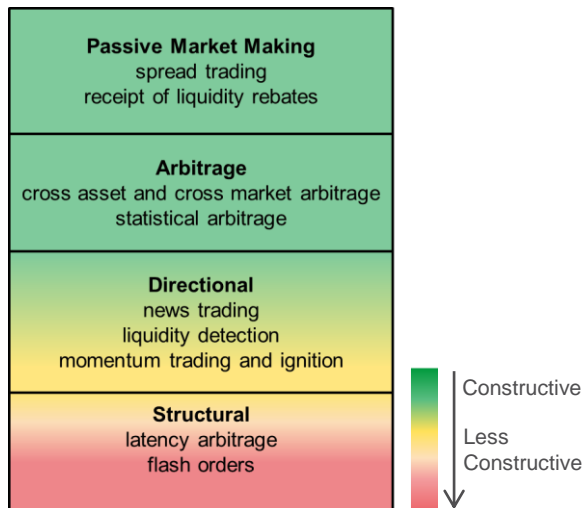 Passive Market Making
spread trading
receipt of liquidity rebates
Arbitrage
cross asset and cross market arbitrage
statistical arbitrage
Directional
news trading
liquidity detection
momentum trading and ignition
Structural
latency arbitrage
flash orders
Constructive
Less
Constructive